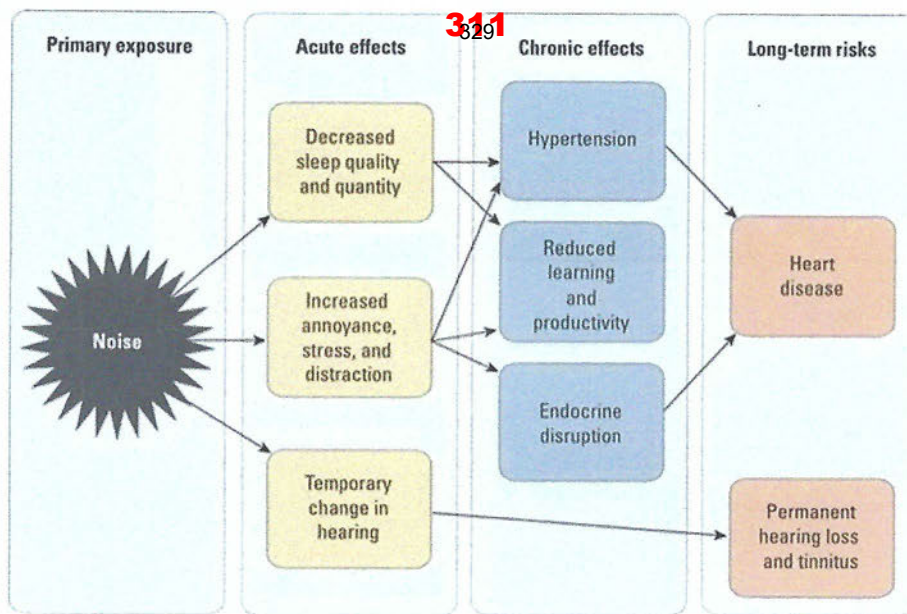 311
329
Primary exposure
Acute effects
Chronic effects
Long-term risks
Noise
Decreased
sleep quality
and quantity
Increased
annoyance,
stress, and
distraction
Temporary
change in
hearing
Hypertension
Reduced
learning
and
productivity
Endocrine
disruption
Heart
disease
Permanent
hearing loss
and tinnitus